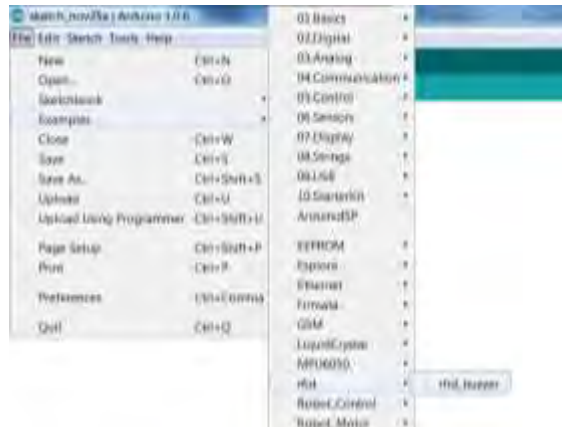 sketch_nov25a | Arduino 1.0.6
File Edit Sketch Tools Help
New Ctrl+N
Open... Ctrl+O
Sketchbook
Examples
Close Ctrl+W
Save Ctrl+S
Save As... Ctrl+Shift+S
Upload Ctrl+U
Upload Using Programmer Ctrl+Shift+U
Page Setup Ctrl+Shift+P
Print Ctrl+P
Preferences Ctrl+Comma
Quit Ctrl+Q
01.Basics
02.Digital
03.Analog
04.Communication
05.Control
06.Sensors
07.Display
08.Strings
09.USB
10.StarterKit
ArduinoISP
EEPROM
Esplora
Ethernet
Firmata
GSM
LiquidCrystal
MPU6050
rfid
rfid_buzzer
Robot_Control
Robot_Motor